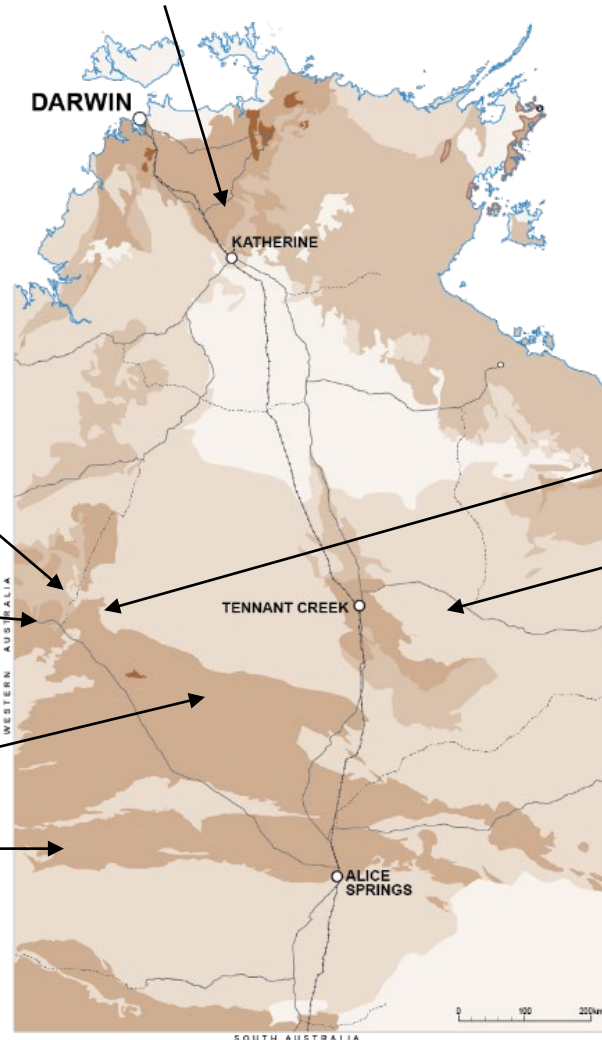 DARWIN
KATHERINE
TENNANT CREEK
WESTERN AUSTRALIA
ALICE
SPRINGS
0 100 200km
SOUTH AUSTRALIA